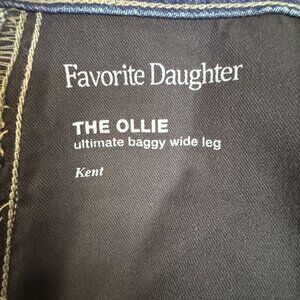 Favorite Daughter
THE OLLIE
ultimate baggy wide leg
Kent